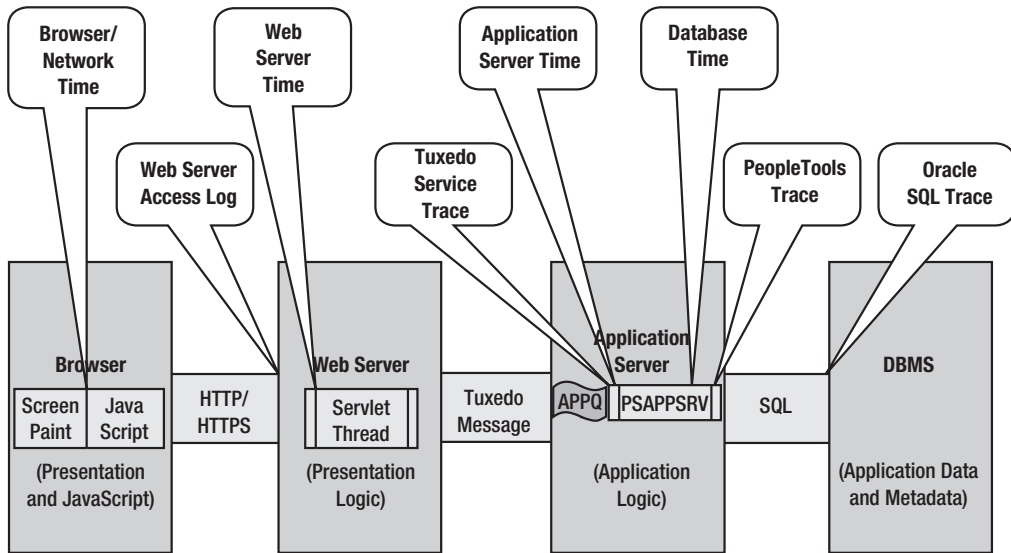 Browser/
Network
Time
Web
Server
Time
Application
Server Time
Database
Time
Web Server
Access Log
Tuxedo
Service
Trace
PeopleTools
Trace
Oracle
SQL Trace
Browser
Screen
Paint
Java
Script
(Presentation
and JavaScript)
HTTP/
HTTPS
Web Server
Servlet
Thread
(Presentation
Logic)
Tuxedo
Message
Application
Server
APPQ
PSAPPSRV
(Application
Logic)
SQL
DBMS
(Application Data
and Metadata)